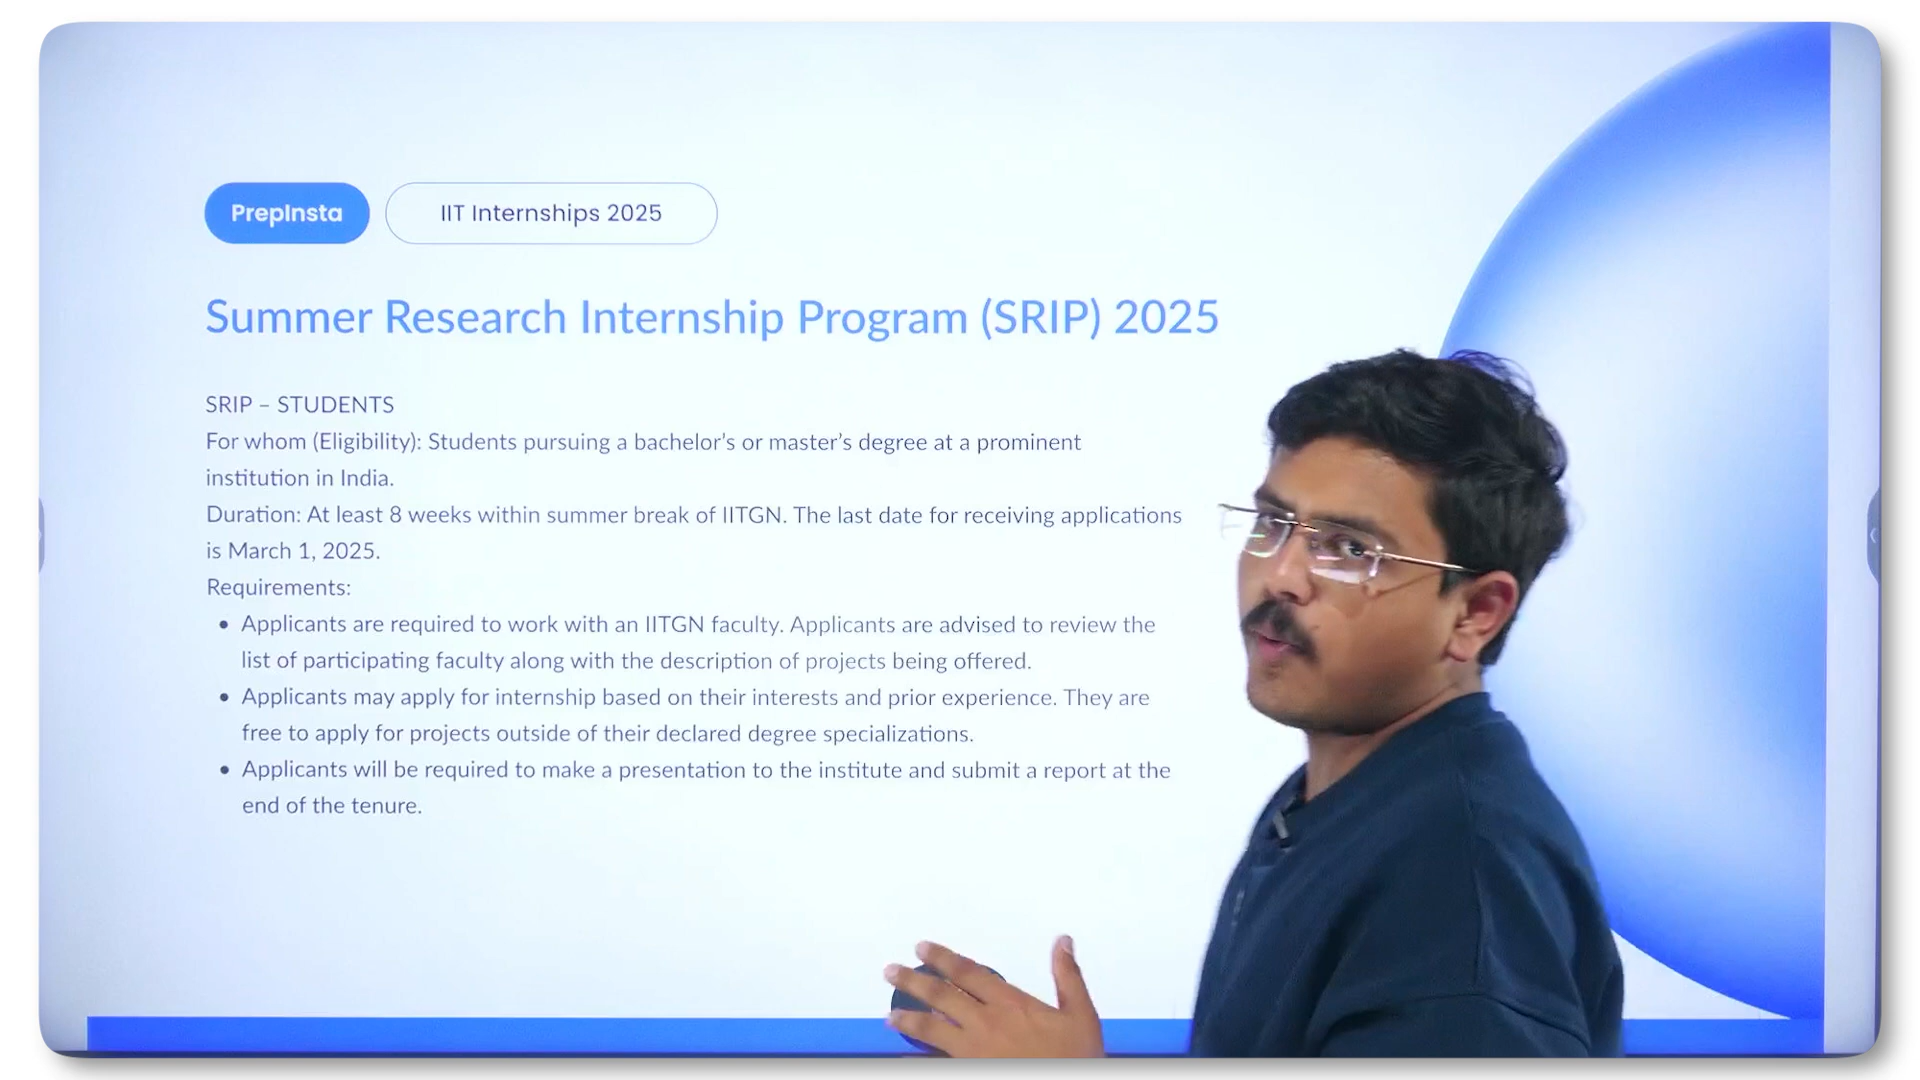 PrepInsta
IIT Internships 2025
Summer Research Internship Program (SRIP) 2025
SRIP – STUDENTS
For whom (Eligibility): Students pursuing a bachelor’s or master’s degree at a prominent
institution in India.
Duration: At least 8 weeks within summer break of IITGN. The last date for receiving applications
is March 1, 2025.
Requirements:
• Applicants are required to work with an IITGN faculty. Applicants are advised to review the
list of participating faculty along with the description of projects being offered.
• Applicants may apply for internship based on their interests and prior experience. They are
free to apply for projects outside of their declared degree specializations.
• Applicants will be required to make a presentation to the institute and submit a report at the
end of the tenure.